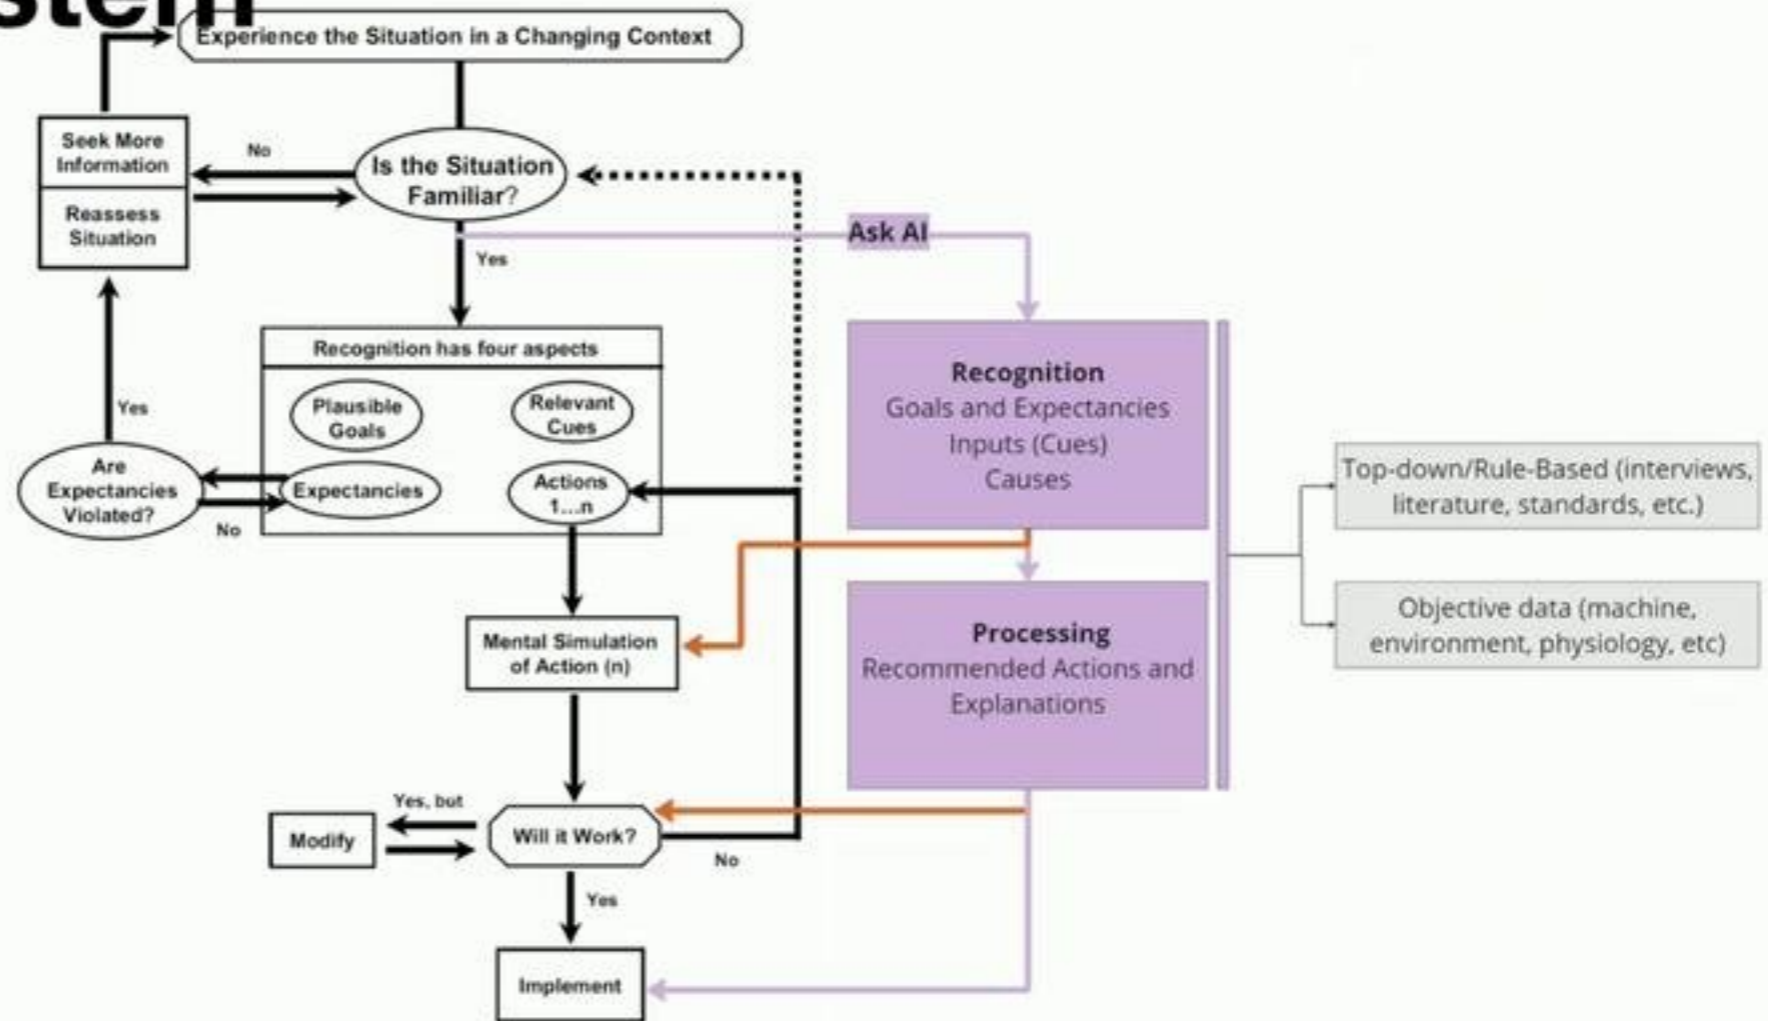 stem
Experience the Situation in a Changing Context
Seek More
Information
Reassess
Situation
No
Is the Situation
Familiar?
Ask AI
Yes
Recognition has four aspects
Plausible
Goals
Relevant
Cues
Expectancies
Actions
1...n
Yes
Are
Expectancies
Violated?
No
Recognition
Goals and Expectancies
Inputs (Cues)
Causes
Top-down/Rule-Based (interviews,
literature, standards, etc.)
Objective data (machine,
environment, physiology, etc)
Processing
Recommended Actions and
Explanations
Mental Simulation
of Action (n)
Yes, but
Modify
Will it Work?
No
Yes
Implement